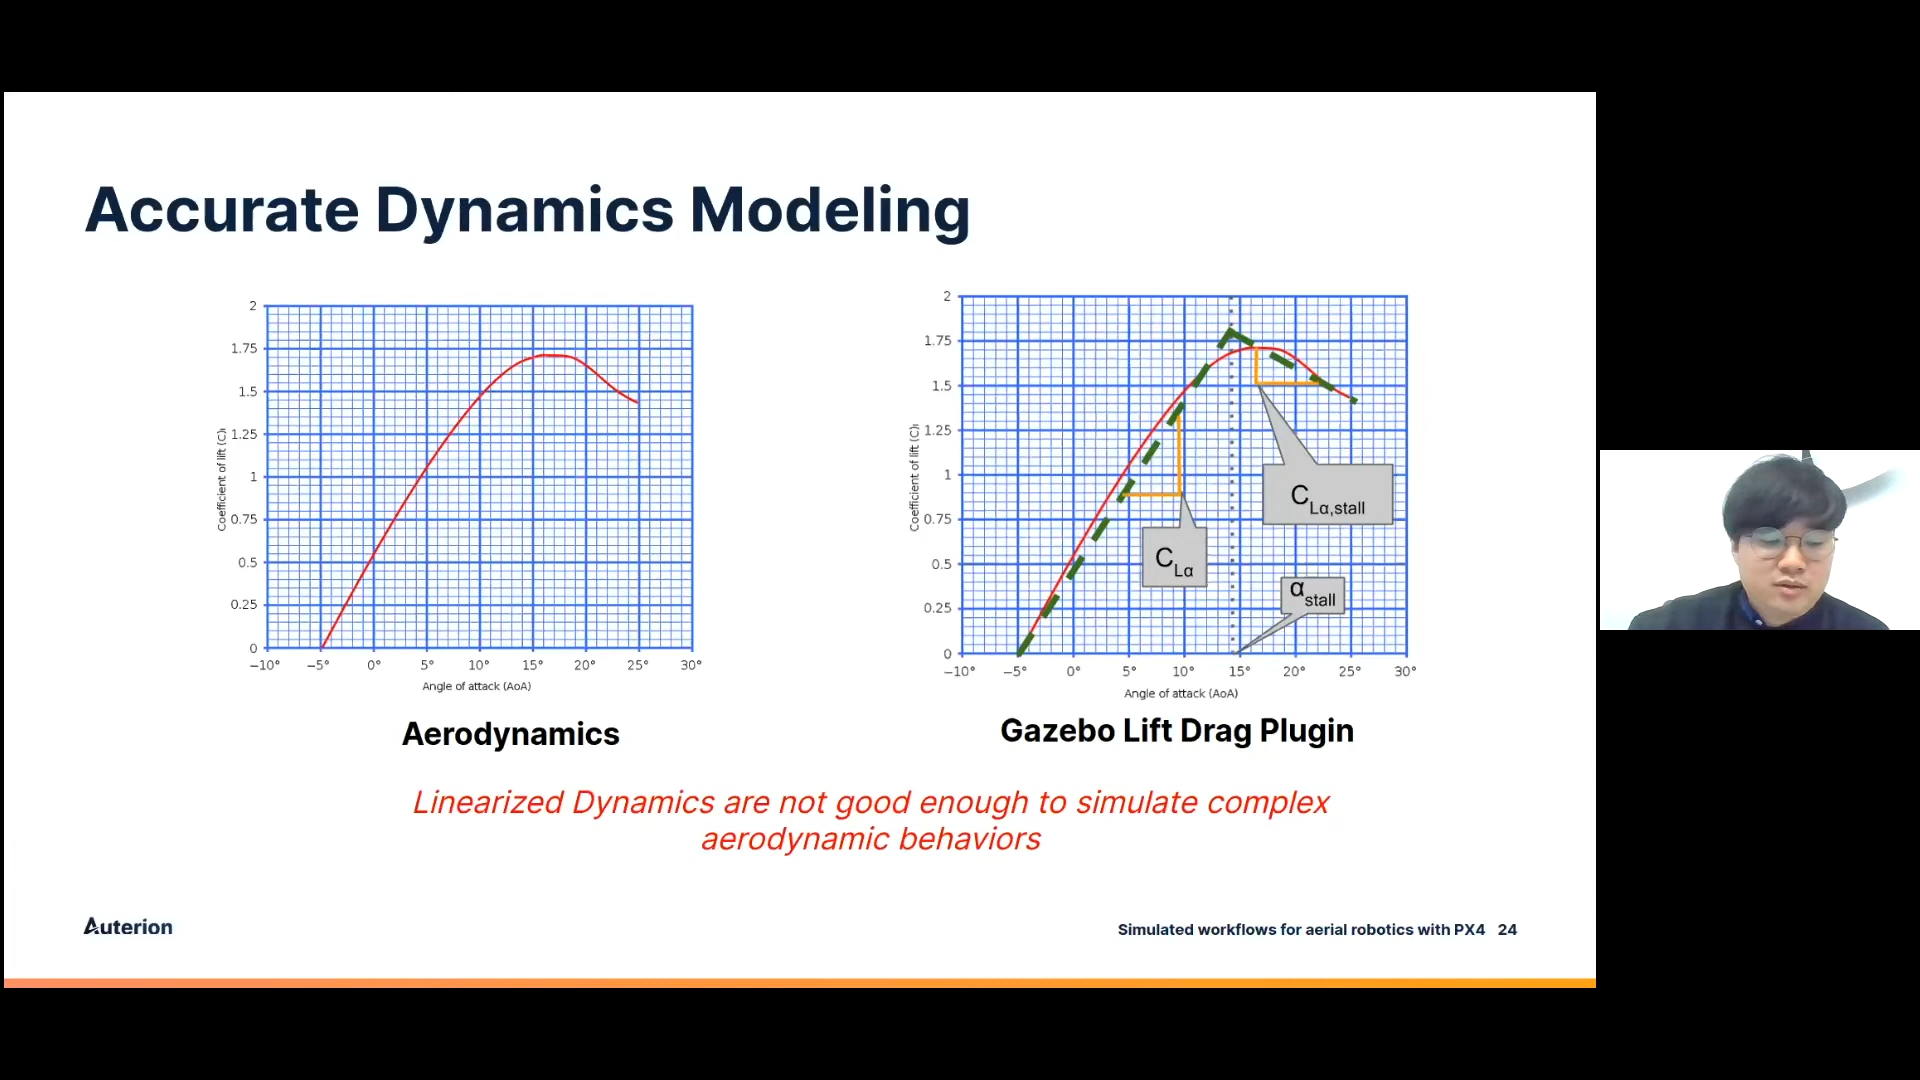 Accurate Dynamics Modeling
2
1.75
1.5
1.25
1
0.75
0.5
0.25
0
Coefficient of lift (Cₗ)
−10° −5° 0° 5° 10° 15° 20° 25° 30°
Angle of attack (AoA)
Aerodynamics
2
1.75
1.5
1.25
1
0.75
0.5
0.25
0
Coefficient of lift (Cₗ)
CLα,stall
CLα
αstall
−10° −5° 0° 5° 10° 15° 20° 25° 30°
Angle of attack (AoA)
Gazebo Lift Drag Plugin
Linearized Dynamics are not good enough to simulate complex
aerodynamic behaviors
Auterion
Simulated workflows for aerial robotics with PX4 24